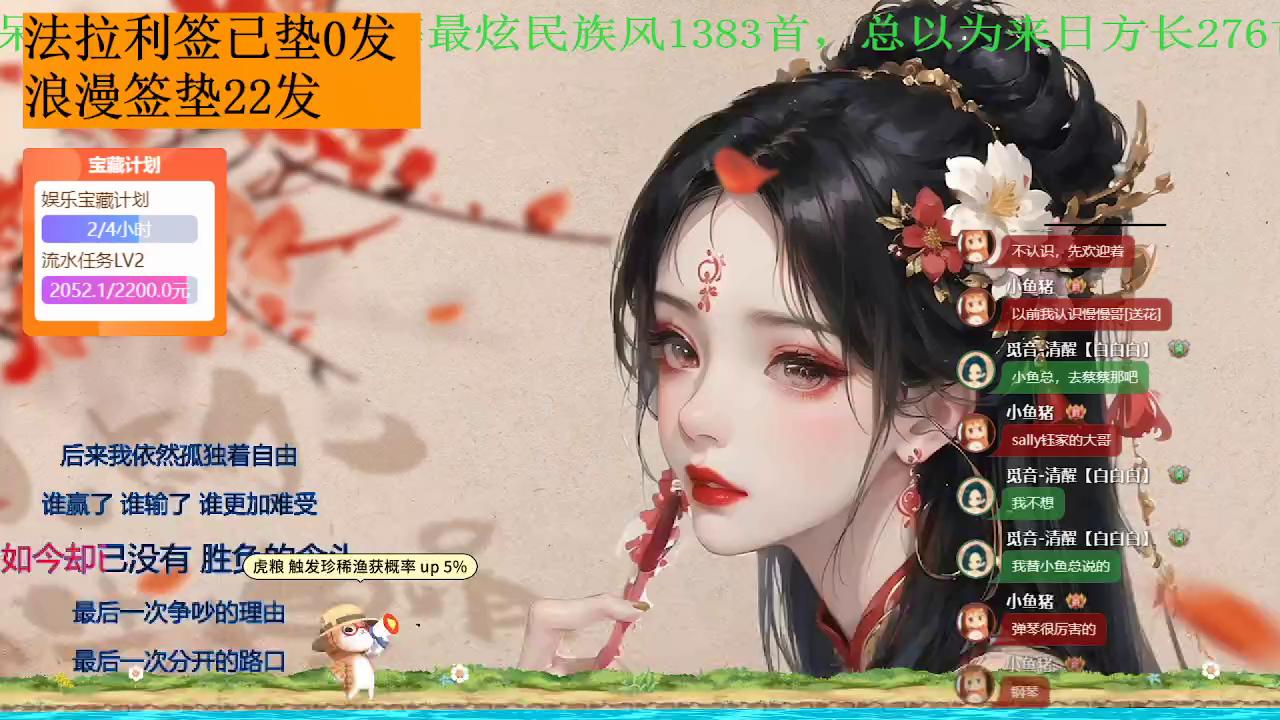 最炫民族风1383首，总以为来日方长276
法拉利签已垫0发
浪漫签垫22发
宝藏计划
娱乐宝藏计划
2/4小时
流水任务LV2
2052.1/2200.0元
后来我依然孤独着自由
谁赢了 谁输了 谁更加难受
如今却已没有 胜负的念头
最后一次争吵的理由
最后一次分开的路口
虎粮 触发珍稀渔获概率 up 5%
不认识，先欢迎着
小鱼猪
以前我认识慢慢哥[送花]
觅音-清醒【白白白】
小鱼总，去蔡蔡那吧
小鱼猪
sally钰家的大哥
觅音-清醒【白白白】
我不想
觅音-清醒【白白白】
我替小鱼总说的
小鱼猪
弹琴很厉害的
小鱼猪
钢琴